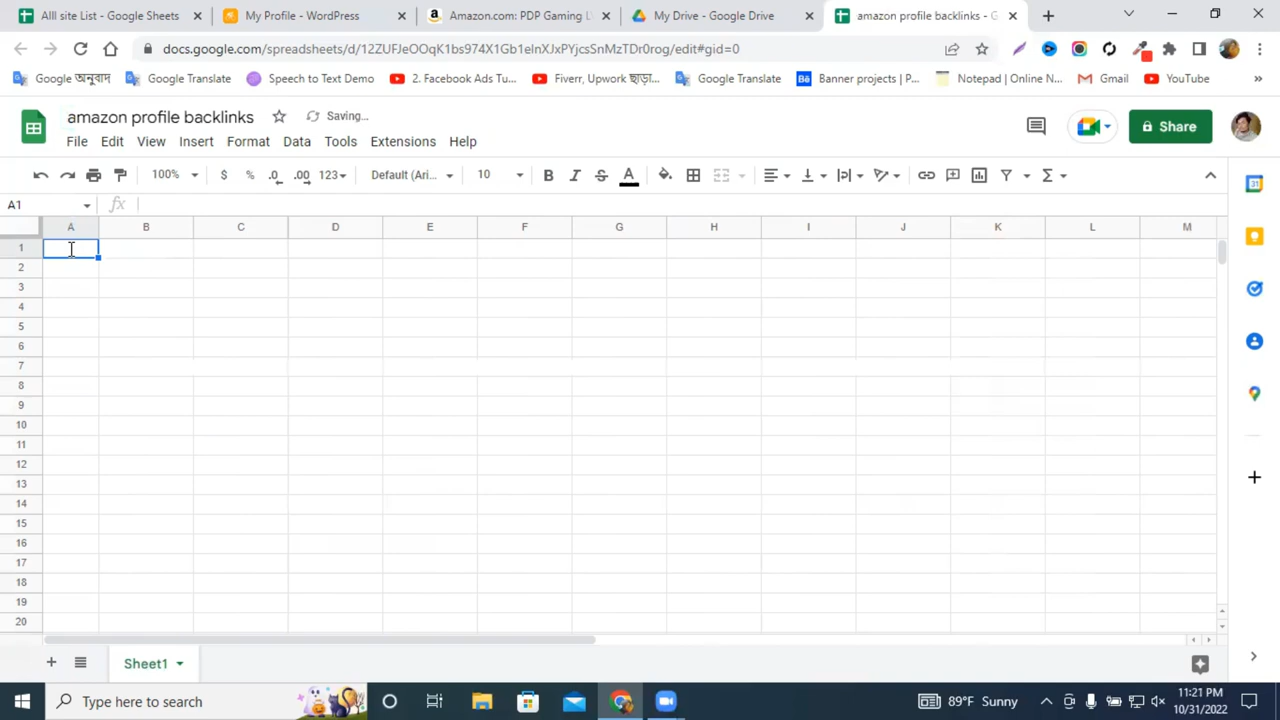 Alll site List - Google Sheets
My Profile - WordPress
Amazon.com: PDP Gaming L
My Drive - Google Drive
amazon profile backlinks - G
docs.google.com/spreadsheets/d/12ZUFJeOOqK1bs974X1Gb1eInXJxPYjcsSnMzTDr0rog/edit#gid=0
Google অনুবাদ
Google Translate
Speech to Text Demo
2. Facebook Ads Tu...
Fiverr, Upwork ছাড়া...
Google Translate
Banner projects | P...
Notepad | Online N...
Gmail
YouTube
amazon profile backlinks
Saving...
Share
File Edit View Insert Format Data Tools Extensions Help
100% $ % .0 .00 123 Default (Ari... 10 B I S A
A1 fx
A B C D E F G H I J K L M
1
2
3
4
5
6
7
8
9
10
11
12
13
14
15
16
17
18
19
20
Sheet1
Type here to search
89°F Sunny
11:21 PM
10/31/2022